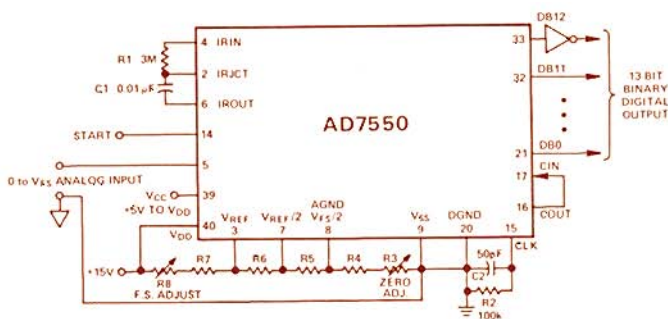 DB12
33
4 IRIN
R1 3M
2 IRJCT
C1 0.01µF
6 IROUT
32 DB11
13 BIT
BINARY
DIGITAL
OUTPUT
AD7550
START
14
21 DB0
5
CIN
17
0 to VFS ANALOG INPUT
VCC
39
+5V TO VDD
16
COUT
40
VDD
VREF
3
VREF/2
7
AGND
VFS/2
8
VSS
9
DGND
20
15
CLK
+15V
R8
F.S. ADJUST
R7
R6
R5
R4
R3
ZERO
ADJ.
50pF
C2
R2
100k